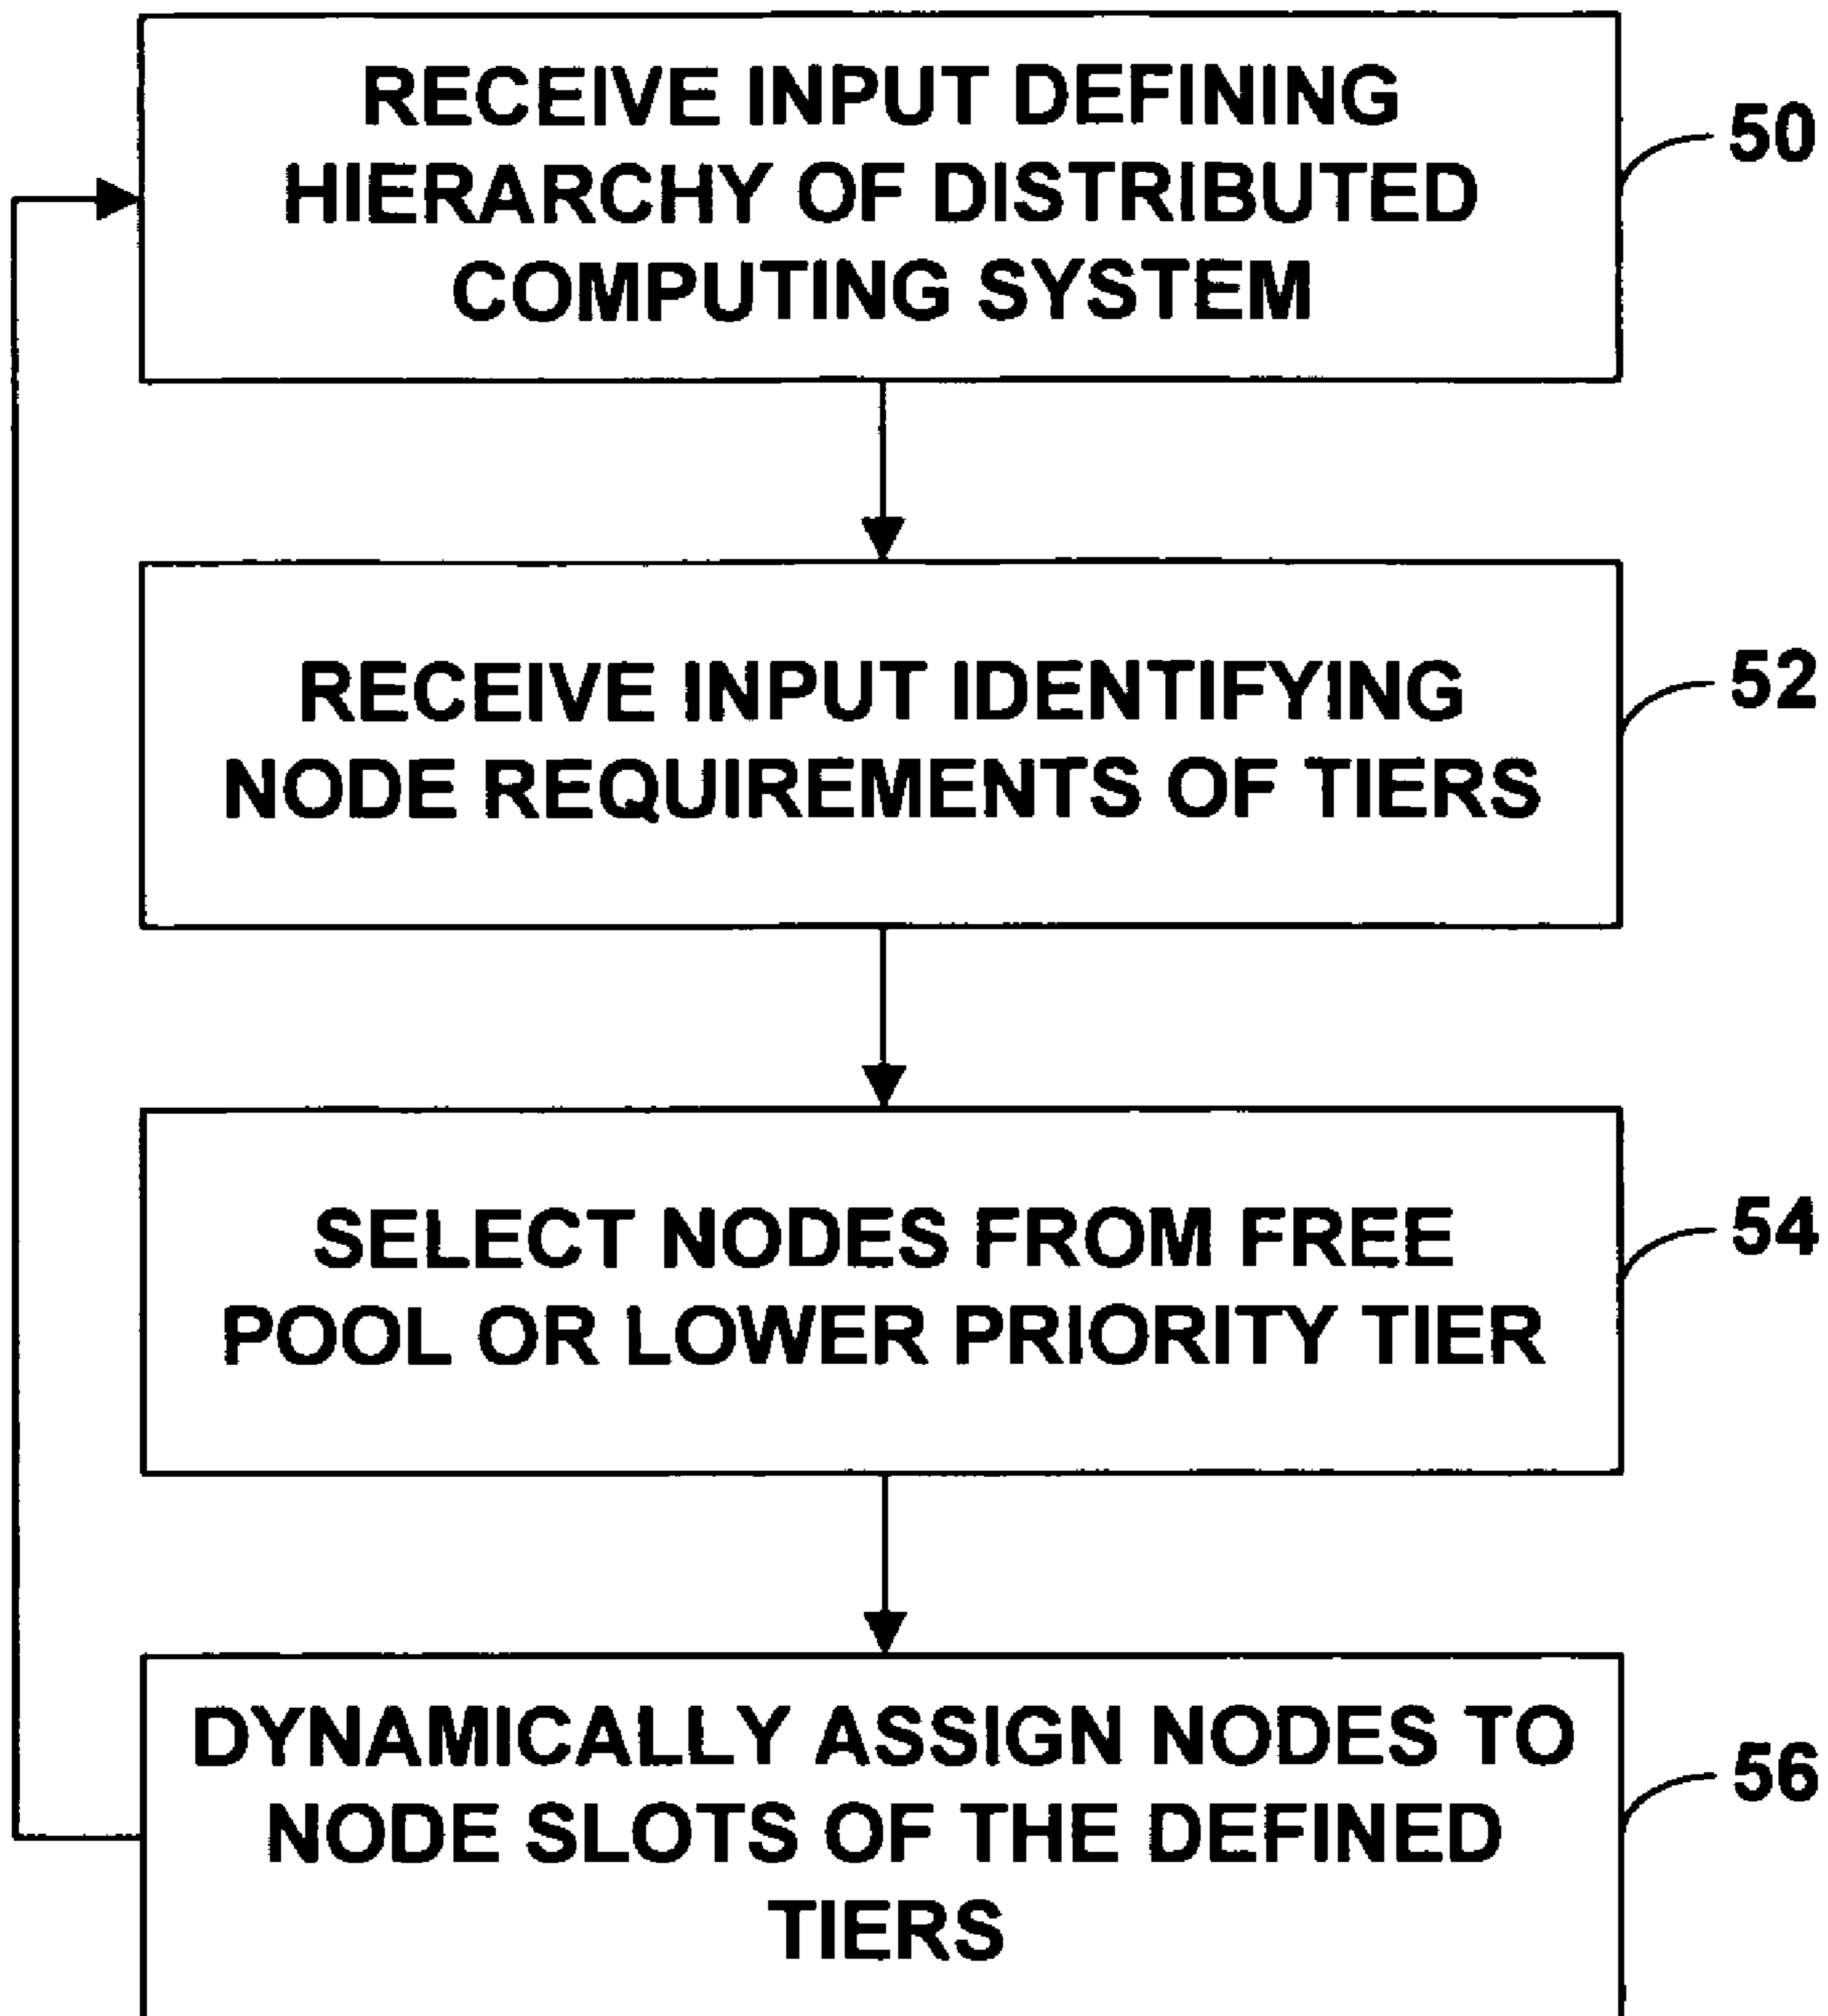 RECEIVE INPUT DEFINING
HIERARCHY OF DISTRIBUTED
COMPUTING SYSTEM
50
RECEIVE INPUT IDENTIFYING
NODE REQUIREMENTS OF TIERS
52
SELECT NODES FROM FREE
POOL OR LOWER PRIORITY TIER
54
DYNAMICALLY ASSIGN NODES TO
NODE SLOTS OF THE DEFINED
TIERS
56